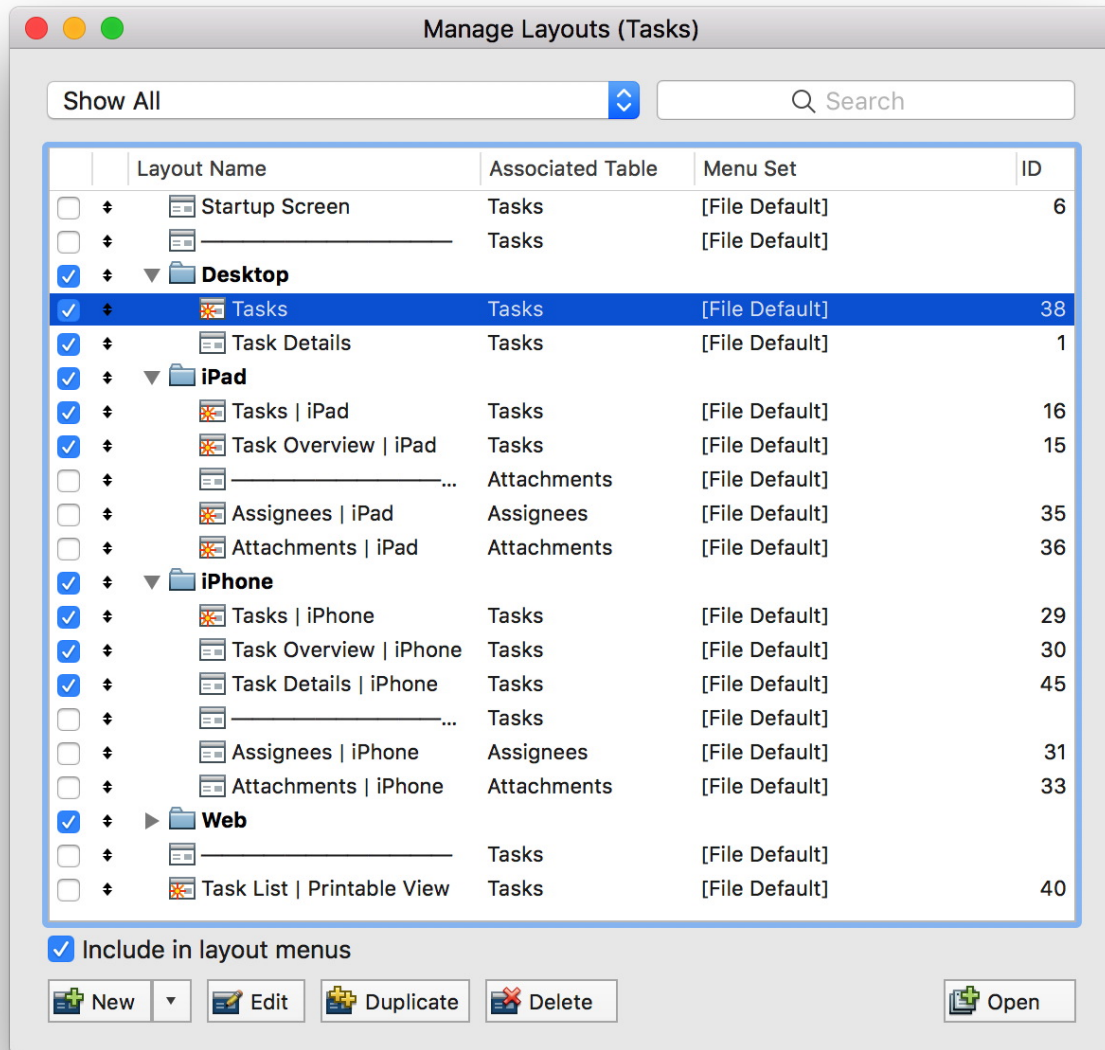 Manage Layouts (Tasks)
Show All Search
Layout Name Associated Table Menu Set ID
Startup Screen Tasks [File Default] 6
——————————— Tasks [File Default]
Desktop
Tasks Tasks [File Default] 38
Task Details Tasks [File Default] 1
iPad
Tasks | iPad Tasks [File Default] 16
Task Overview | iPad Tasks [File Default] 15
——————————... Attachments [File Default]
Assignees | iPad Assignees [File Default] 35
Attachments | iPad Attachments [File Default] 36
iPhone
Tasks | iPhone Tasks [File Default] 29
Task Overview | iPhone Tasks [File Default] 30
Task Details | iPhone Tasks [File Default] 45
——————————... Tasks [File Default]
Assignees | iPhone Assignees [File Default] 31
Attachments | iPhone Attachments [File Default] 33
Web
——————————— Tasks [File Default]
Task List | Printable View Tasks [File Default] 40
Include in layout menus
New Edit Duplicate Delete Open